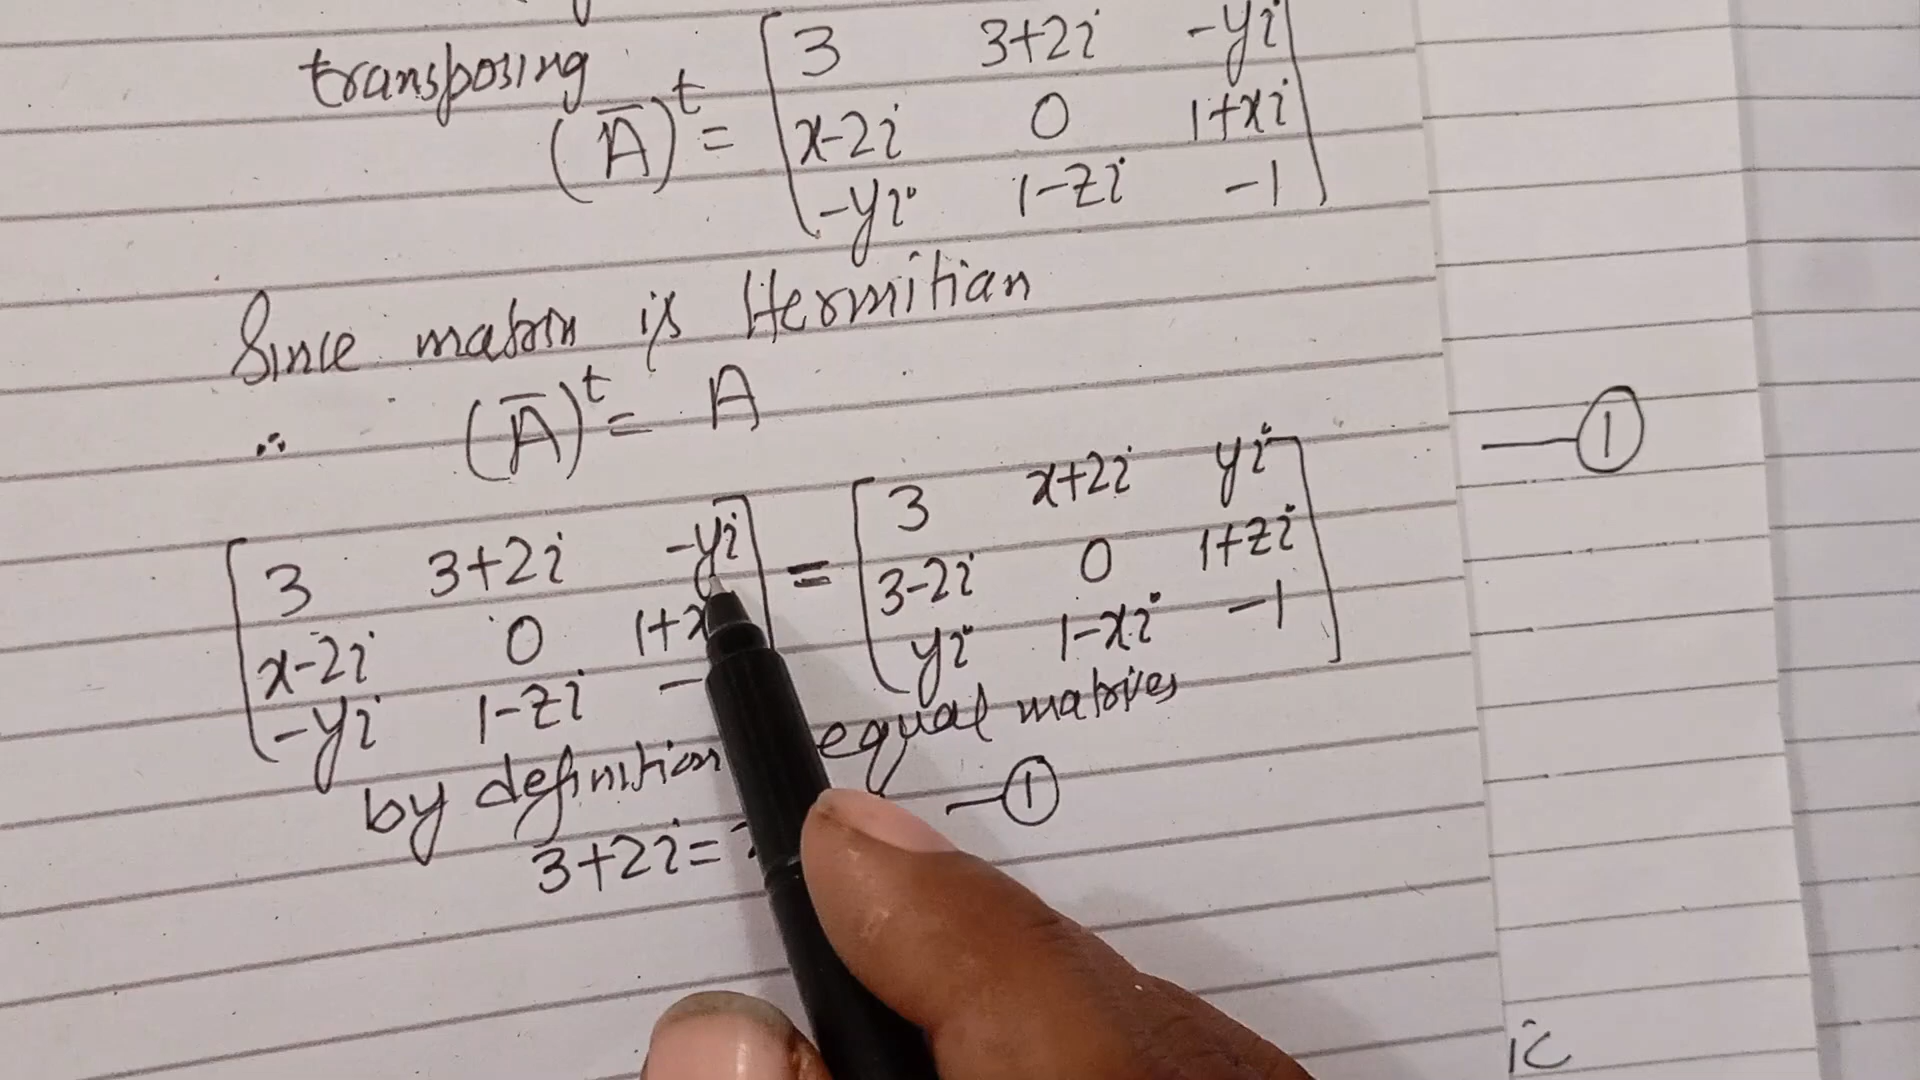 transposing
(A̅)ᵗ = [3 3+2i -yi
x-2i 0 1+xi
-yi 1-zi -1]
Since matrix is Hermitian
∴ (A̅)ᵗ = A
[3 3+2i -yi] = [3 x+2i yi] —①
x-2i 0 1+x 3-2i 0 1+zi
-yi 1-zi - yi 1-xi -1
by definition equal matrices
3+2i= —①
ic